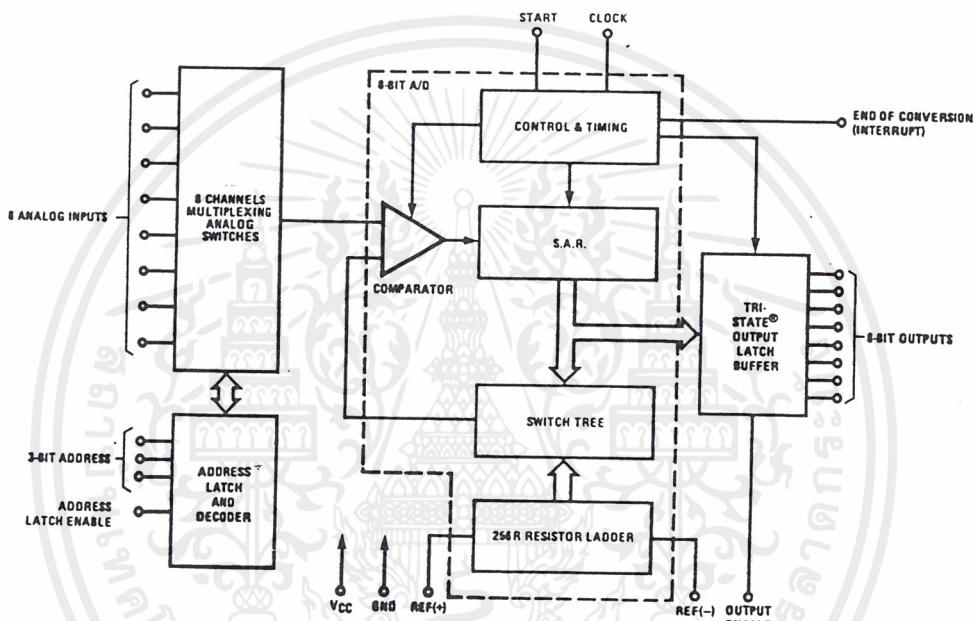 START
CLOCK
8-BIT A/D
CONTROL & TIMING
END OF CONVERSION
(INTERRUPT)
8 ANALOG INPUTS
8 CHANNELS
MULTIPLEXING
ANALOG
SWITCHES
S.A.R.
COMPARATOR
TRI-
STATE®
OUTPUT
LATCH
BUFFER
8-BIT OUTPUTS
SWITCH TREE
3-BIT ADDRESS
ADDRESS
LATCH
AND
DECODER
ADDRESS
LATCH ENABLE
256R RESISTOR LADDER
VCC
GND
REF(+)
REF(−)
OUTPUT